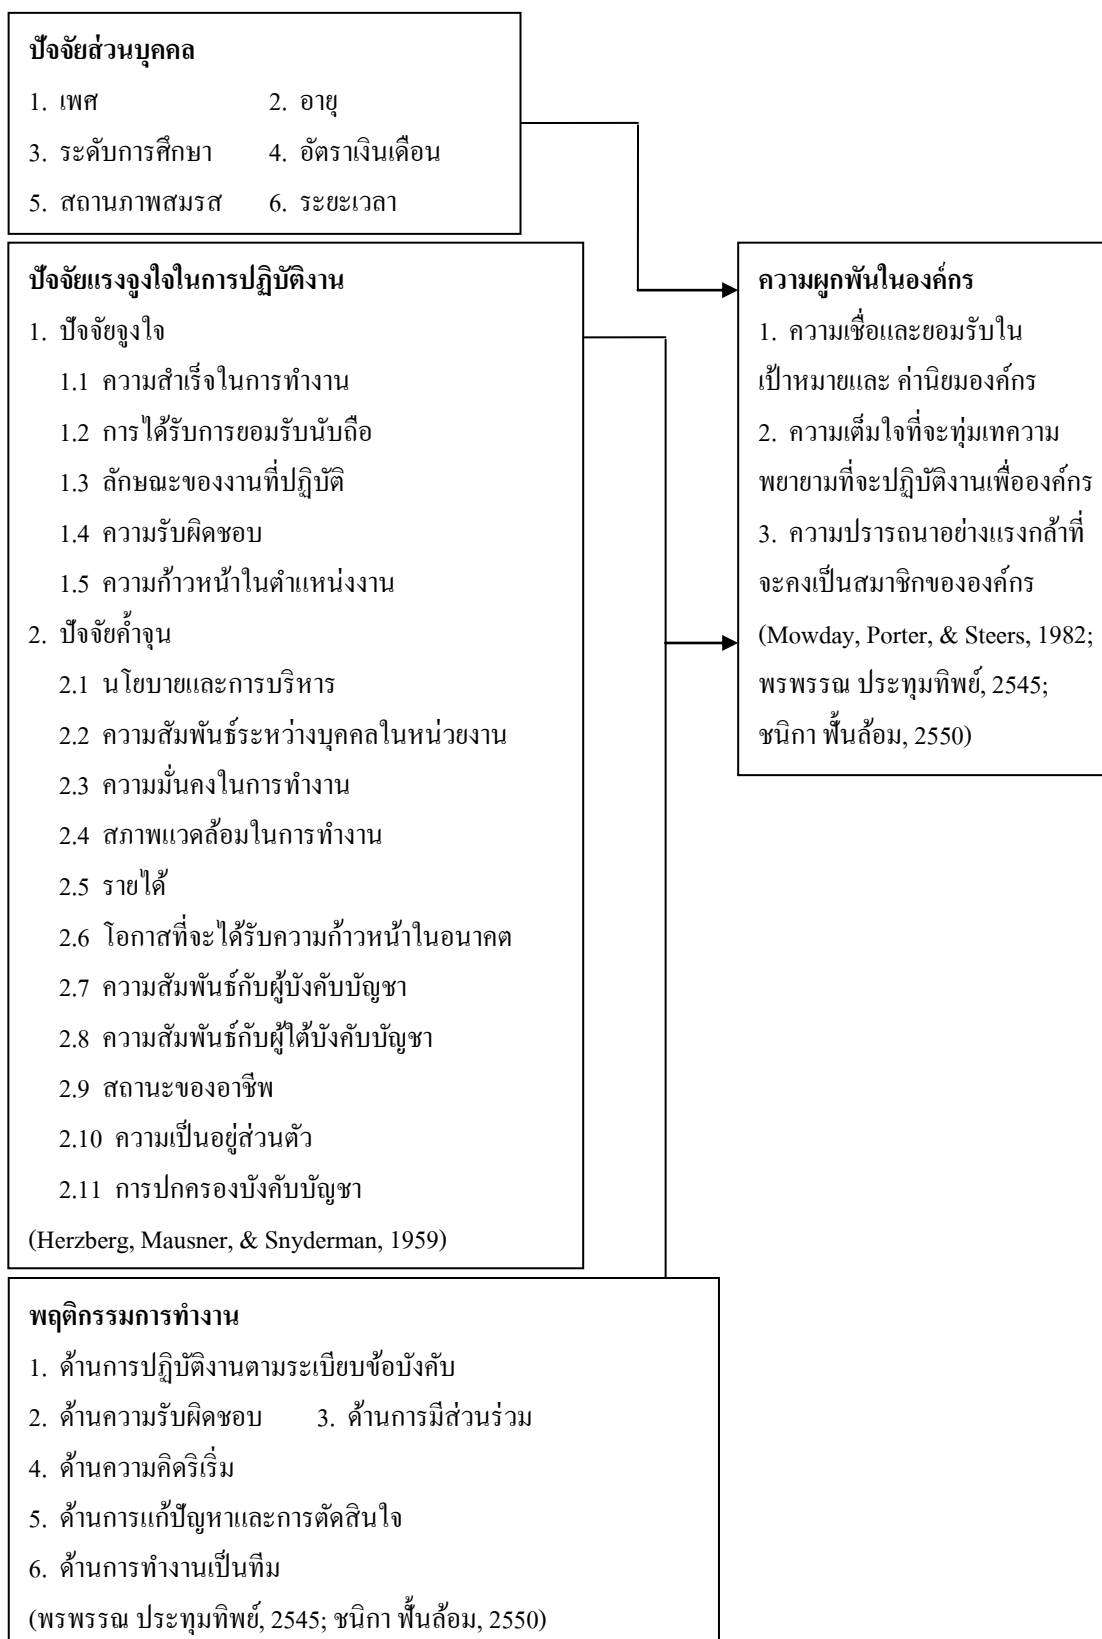 ปัจจัยส่วนบุคคล
1. เพศ 2. อายุ
3. ระดับการศึกษา 4. อัตราเงินเดือน
5. สถานภาพสมรส 6. ระยะเวลา
ปัจจัยแรงจูงใจในการปฏิบัติงาน
1. ปัจจัยจูงใจ
1.1 ความสำเร็จในการทำงาน
1.2 การได้รับการยอมรับนับถือ
1.3 ลักษณะของงานที่ปฏิบัติ
1.4 ความรับผิดชอบ
1.5 ความก้าวหน้าในตำแหน่งงาน
2. ปัจจัยค้ำจุน
2.1 นโยบายและการบริหาร
2.2 ความสัมพันธ์ระหว่างบุคคลในหน่วยงาน
2.3 ความมั่นคงในการทำงาน
2.4 สภาพแวดล้อมในการทำงาน
2.5 รายได้
2.6 โอกาสที่จะได้รับความก้าวหน้าในอนาคต
2.7 ความสัมพันธ์กับผู้บังคับบัญชา
2.8 ความสัมพันธ์กับผู้ใต้บังคับบัญชา
2.9 สถานะของอาชีพ
2.10 ความเป็นอยู่ส่วนตัว
2.11 การปกครองบังคับบัญชา
(Herzberg, Mausner, & Snyderman, 1959)
ความผูกพันในองค์กร
1. ความเชื่อและยอมรับใน
เป้าหมายและ ค่านิยมองค์กร
2. ความเต็มใจที่จะทุ่มเทความ
พยายามที่จะปฏิบัติงานเพื่อองค์กร
3. ความปรารถนาอย่างแรงกล้าที่
จะคงเป็นสมาชิกขององค์กร
(Mowday, Porter, & Steers, 1982;
พรพรรณ ประทุมทิพย์, 2545;
ชนิกา ฟื้นล้อม, 2550)
พฤติกรรมการทำงาน
1. ด้านการปฏิบัติงานตามระเบียบข้อบังคับ
2. ด้านความรับผิดชอบ 3. ด้านการมีส่วนร่วม
4. ด้านความคิดริเริ่ม
5. ด้านการแก้ปัญหาและการตัดสินใจ
6. ด้านการทำงานเป็นทีม
(พรพรรณ ประทุมทิพย์, 2545; ชนิกา ฟื้นล้อม, 2550)